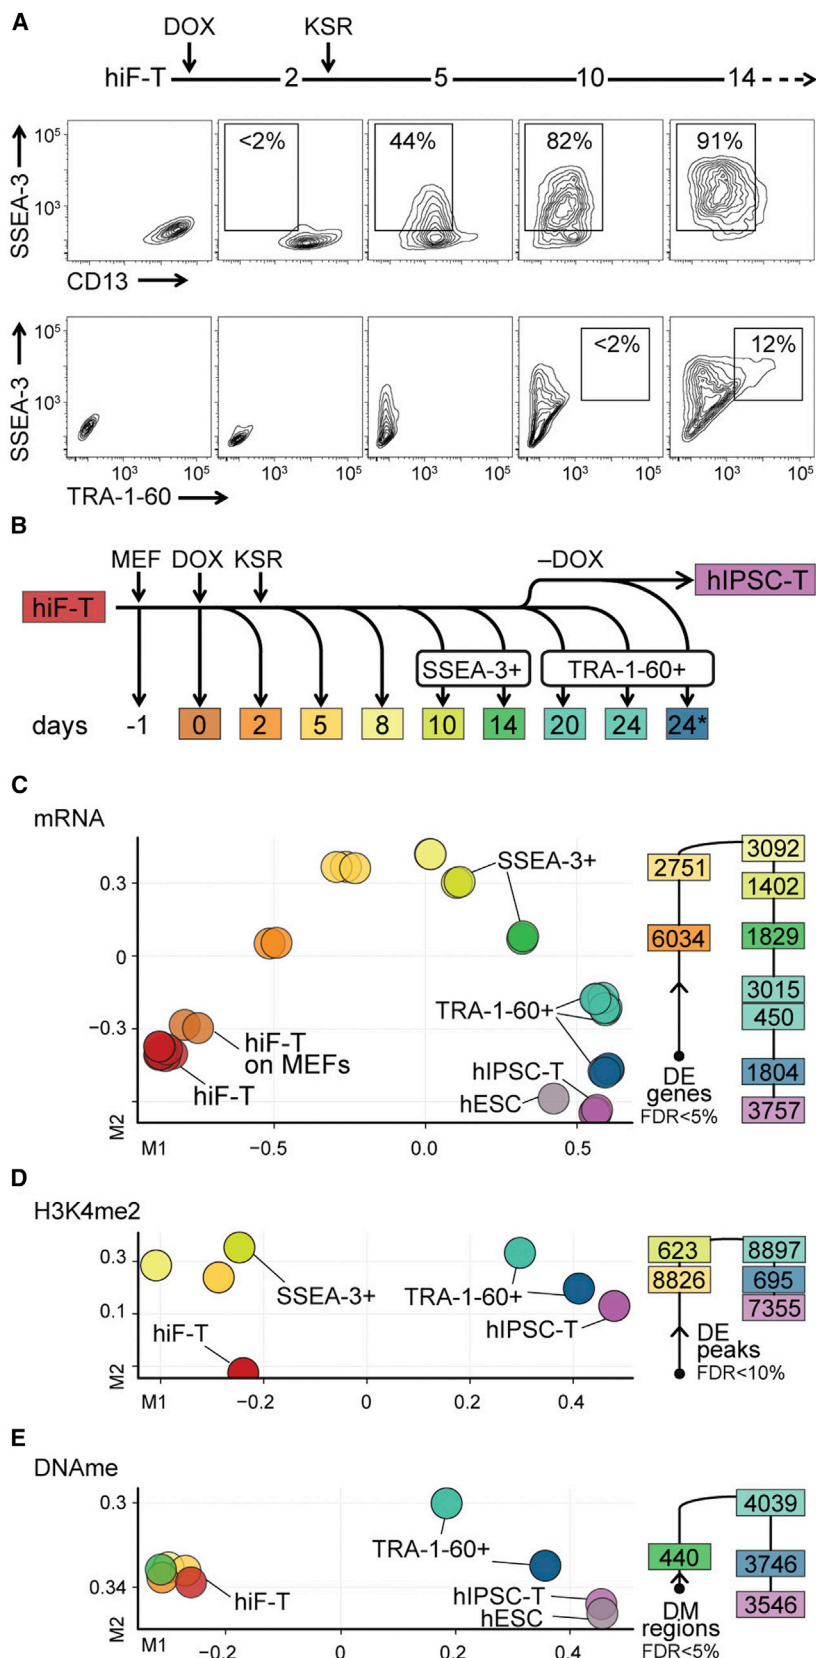 A
DOX KSR
hiF-T 2 5 10 14
SSEA-3
10⁵
10³
<2% 44% 82% 91%
CD13
SSEA-3
10⁵
10³
<2% 12%
10³ 10⁵ 10³ 10⁵ 10³ 10⁵ 10³ 10⁵ 10³ 10⁵
TRA-1-60
B
MEF DOX KSR –DOX
hiF-T hIPSC-T
SSEA-3+ TRA-1-60+
days -1 0 2 5 8 10 14 20 24 24*
C
mRNA
0.3
0
−0.3
M2
M1 −0.5 0.0 0.5
SSEA-3+
TRA-1-60+
hiF-T
on MEFs
hiF-T
hIPSC-T
hESC
2751
6034
DE
genes
FDR<5%
3092
1402
1829
3015
450
1804
3757
D
H3K4me2
0.3
0.1
M2
M1 −0.2 0 0.2 0.4
SSEA-3+
TRA-1-60+
hiF-T
hIPSC-T
623
8826
DE
peaks
FDR<10%
8897
695
7355
E
DNAme
0.3
0.34
M2
M1 −0.2 0 0.2 0.4
TRA-1-60+
hiF-T
hIPSC-T
hESC
440
DM
regions
FDR<5%
4039
3746
3546